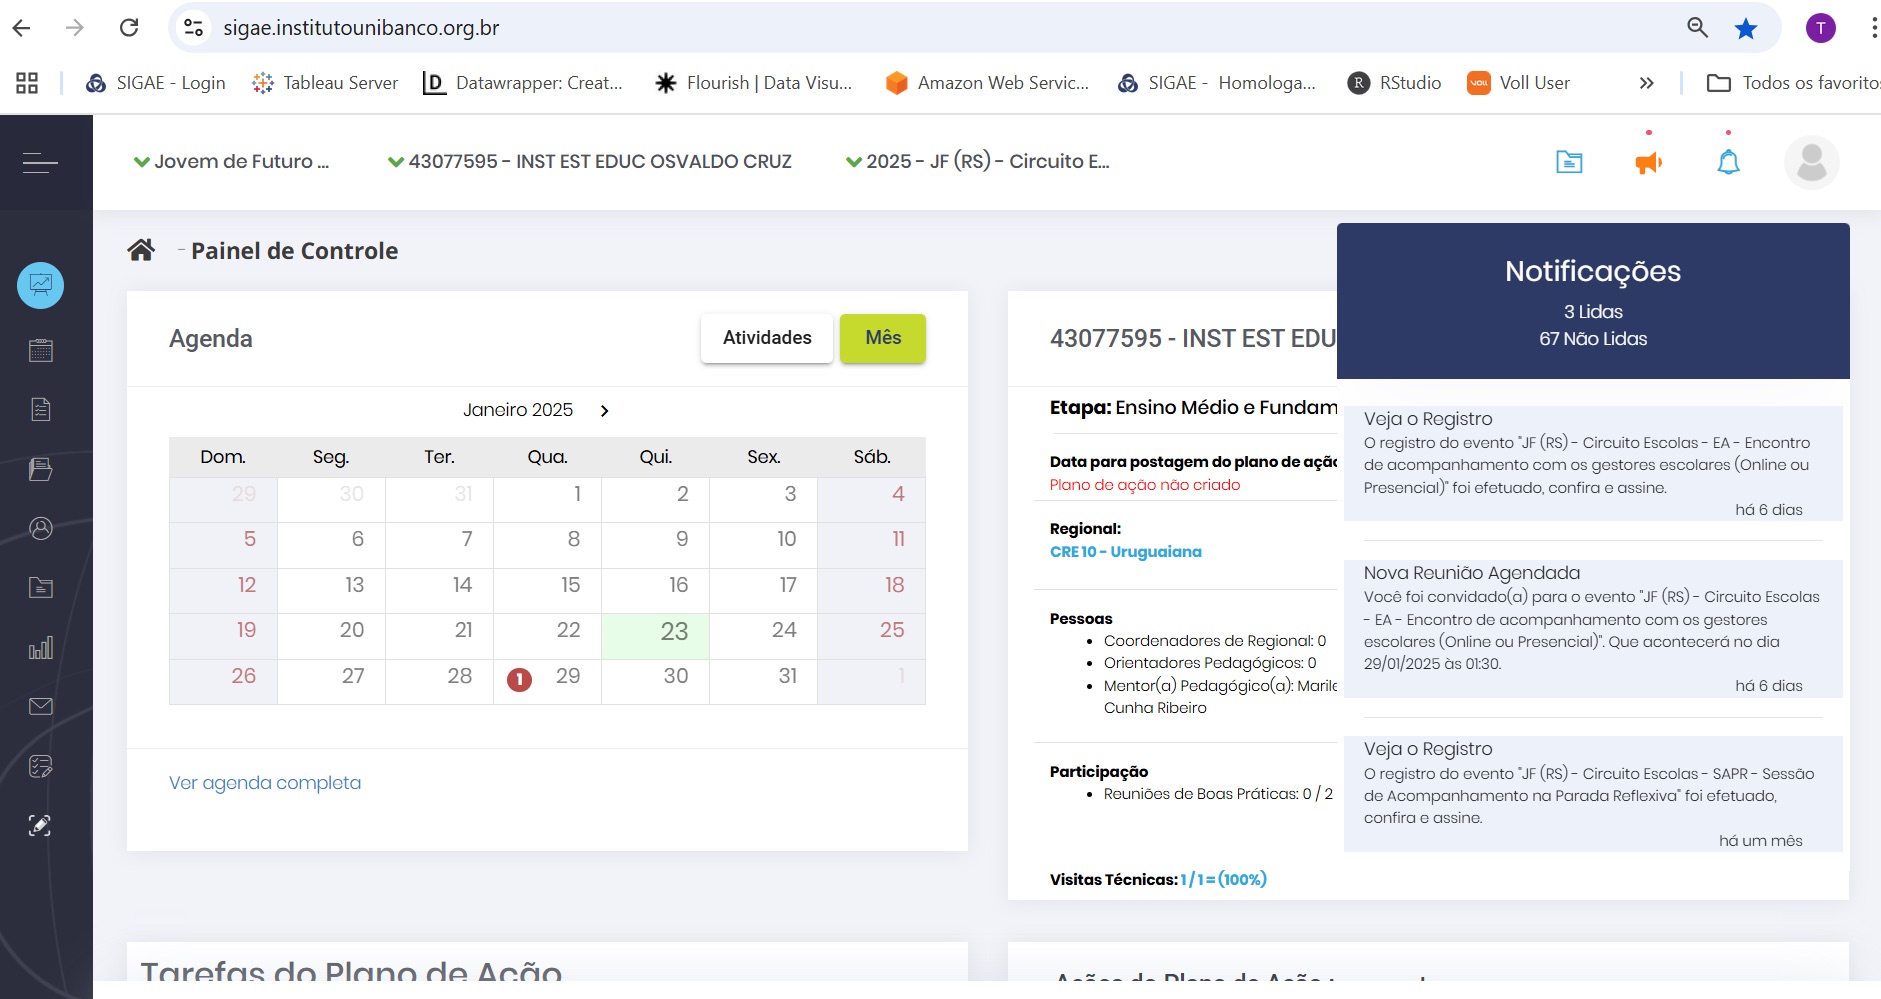 sigae.institutounibanco.org.br
T
SIGAE - Login
Tableau Server
Datawrapper: Creat...
Flourish | Data Visu...
Amazon Web Servic...
SIGAE - Homologa...
R RStudio
VOLL Voll User
»
Todos os favorito
Jovem de Futuro ...
43077595 - INST EST EDUC OSVALDO CRUZ
2025 - JF (RS) - Circuito E...
- Painel de Controle
Agenda
Atividades
Mês
Janeiro 2025
Dom. Seg. Ter. Qua. Qui. Sex. Sáb.
29 30 31 1 2 3 4
5 6 7 8 9 10 11
12 13 14 15 16 17 18
19 20 21 22 23 24 25
26 27 28 1 29 30 31 1
Ver agenda completa
43077595 - INST EST EDU
Etapa: Ensino Médio e Fundam
Data para postagem do plano de ação
Plano de ação não criado
Regional:
CRE 10 - Uruguaiana
Pessoas
Coordenadores de Regional: 0
Orientadores Pedagógicos: 0
Mentor(a) Pedagógico(a): Marile
Cunha Ribeiro
Participação
Reuniões de Boas Práticas: 0 / 2
Visitas Técnicas: 1 / 1 = (100%)
Notificações
3 Lidas
67 Não Lidas
Veja o Registro
O registro do evento "JF (RS) - Circuito Escolas - EA - Encontro
de acompanhamento com os gestores escolares (Online ou
Presencial)" foi efetuado, confira e assine.
há 6 dias
Nova Reunião Agendada
Você foi convidado(a) para o evento "JF (RS) - Circuito Escolas
- EA - Encontro de acompanhamento com os gestores
escolares (Online ou Presencial)". Que acontecerá no dia
29/01/2025 às 01:30.
há 6 dias
Veja o Registro
O registro do evento "JF (RS) - Circuito Escolas - SAPR - Sessão
de Acompanhamento na Parada Reflexiva" foi efetuado,
confira e assine.
há um mês
Tarefas do Plano de Ação
Ações do Plano de Ação